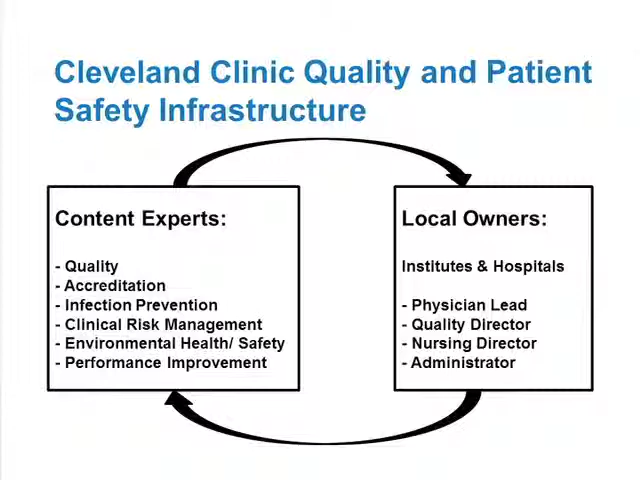 Cleveland Clinic Quality and Patient
Safety Infrastructure
Content Experts:
- Quality
- Accreditation
- Infection Prevention
- Clinical Risk Management
- Environmental Health/ Safety
- Performance Improvement
Local Owners:
Institutes & Hospitals
- Physician Lead
- Quality Director
- Nursing Director
- Administrator